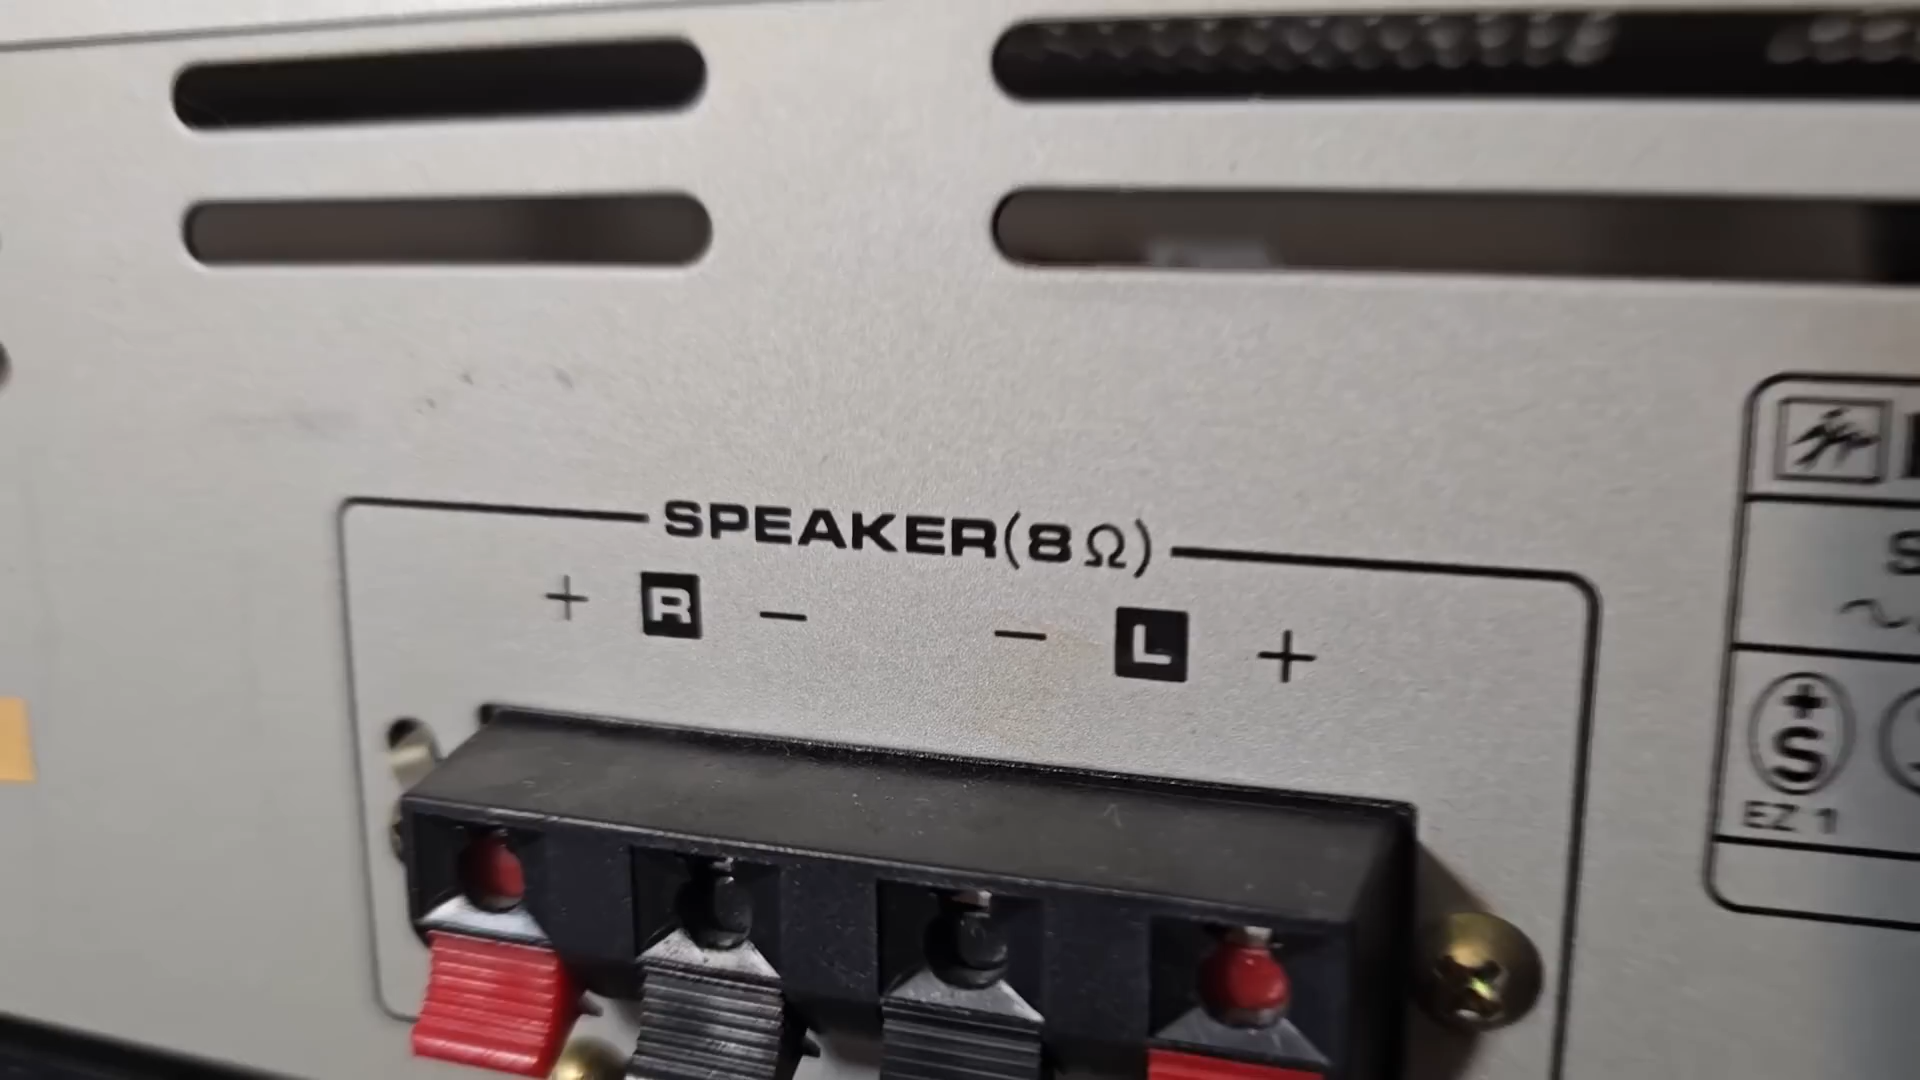 SPEAKER(8Ω)
+ R − − L +
S
+
S
EZ 1